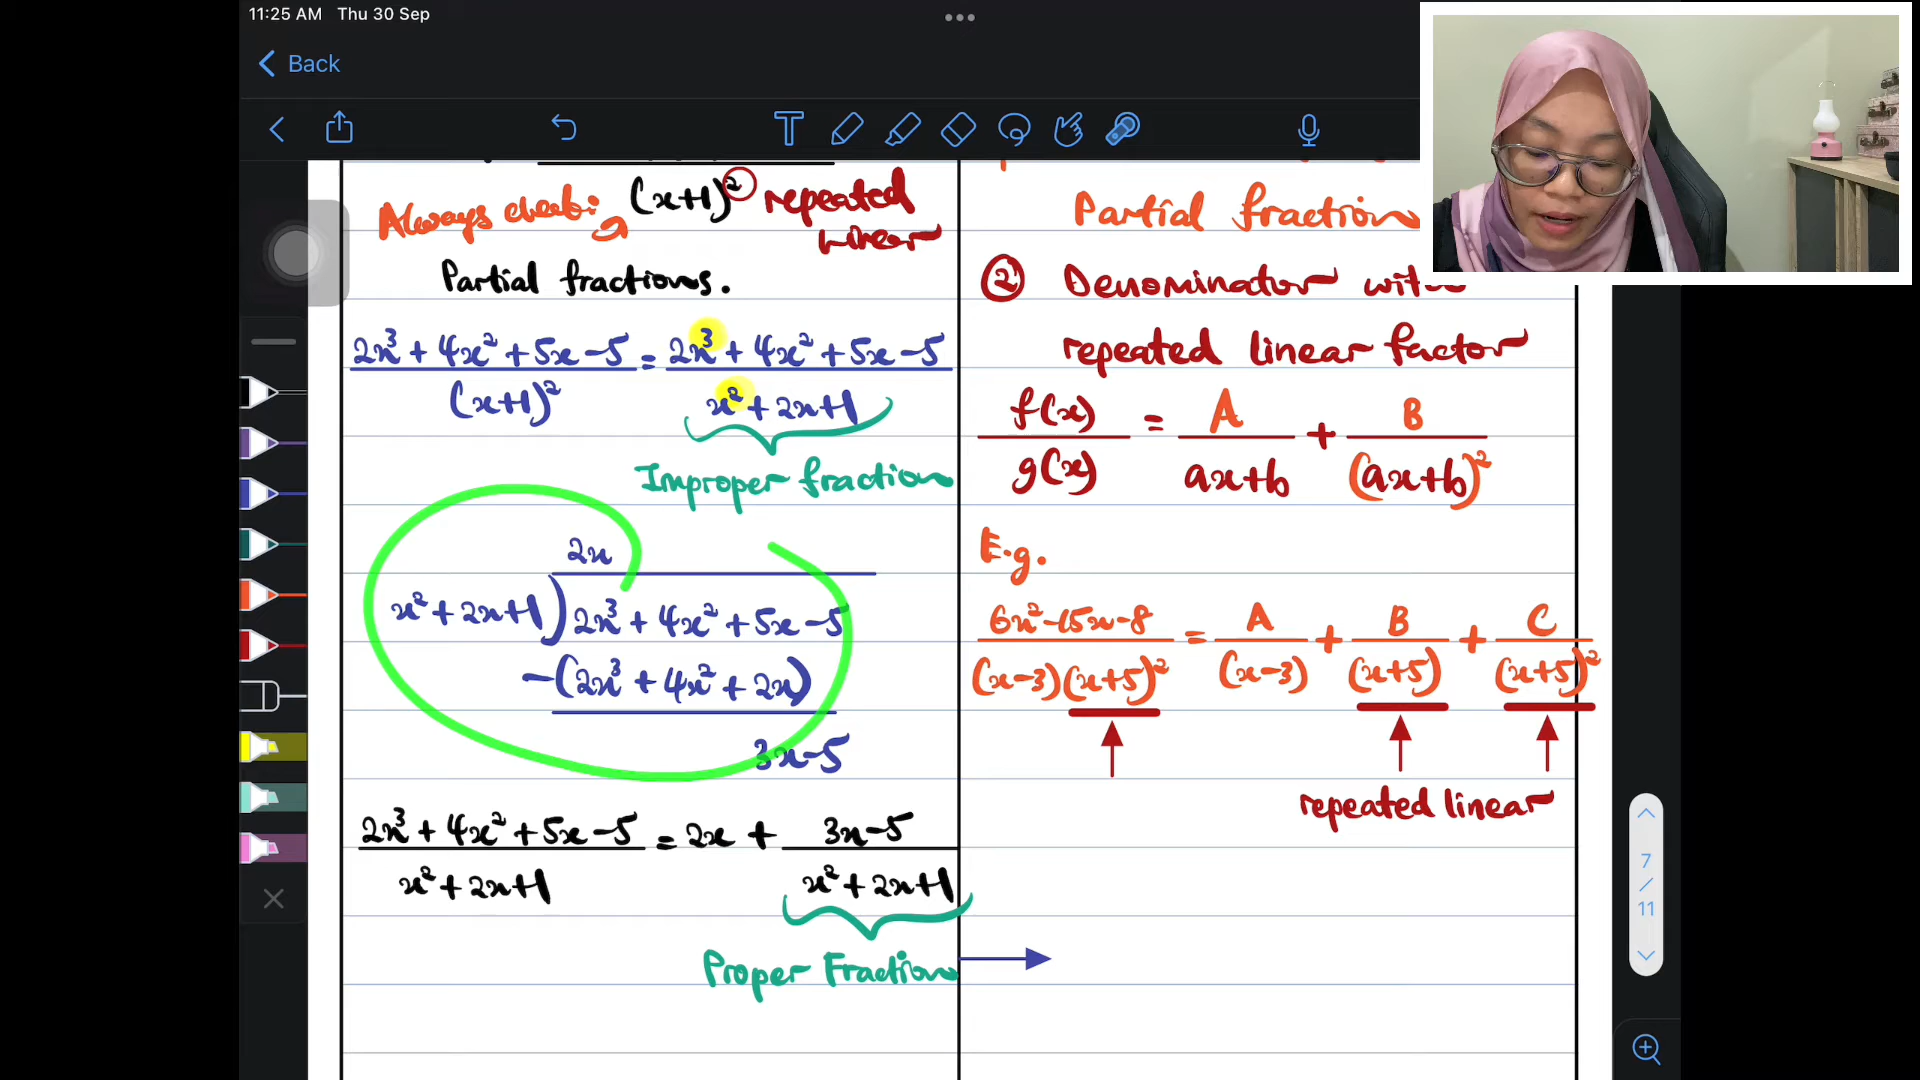 11:25 AM Thu 30 Sep
Back
(x+1)² repeated
linear
Always
Partial fractions.
2x³ + 4x² + 5x - 5 / (x+1)² = 2x³ + 4x² + 5x - 5 / x² + 2x + 1
Improper fraction
2x
x² + 2x + 1 ) 2x³ + 4x² + 5x - 5
-(2x³ + 4x² + 2x)
3x - 5
2x³ + 4x² + 5x - 5 / x² + 2x + 1 = 2x + 3x - 5 / x² + 2x + 1
Proper Fraction
Partial fraction
② Denominator with
repeated linear factor
f(x) / g(x) = A / ax+b + B / (ax+b)²
E.g.
6x² - 15x - 8 / (x-3)(x+5)² = A / (x-3) + B / (x+5) + C / (x+5)²
repeated linear
7
/
11